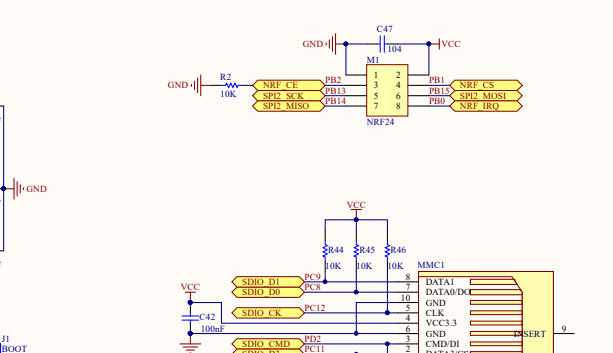 C47
GND
104
VCC
M1
GND
R2
10K
NRF_CE
PB2
1 2
3 4
PB1
NRF_CS
SPI2_SCK
PB13
5 6
PB15
SPI2_MOSI
SPI2_MISO
PB14
7 8
PB0
NRF_IRQ
NRF24
GND
VCC
R44
R45
R46
10K
10K
10K
MMC1
SDIO_D1
PC9
8
DATA1
SDIO_D0
PC8
7
DATA0/DO
VCC
10
GND
SDIO_CK
PC12
5
CLK
C42
100nF
4
VCC3.3
6
GND
INSERT
9
SDIO_CMD
PD2
3
CMD/DI
PC11
2
J1
BOOT